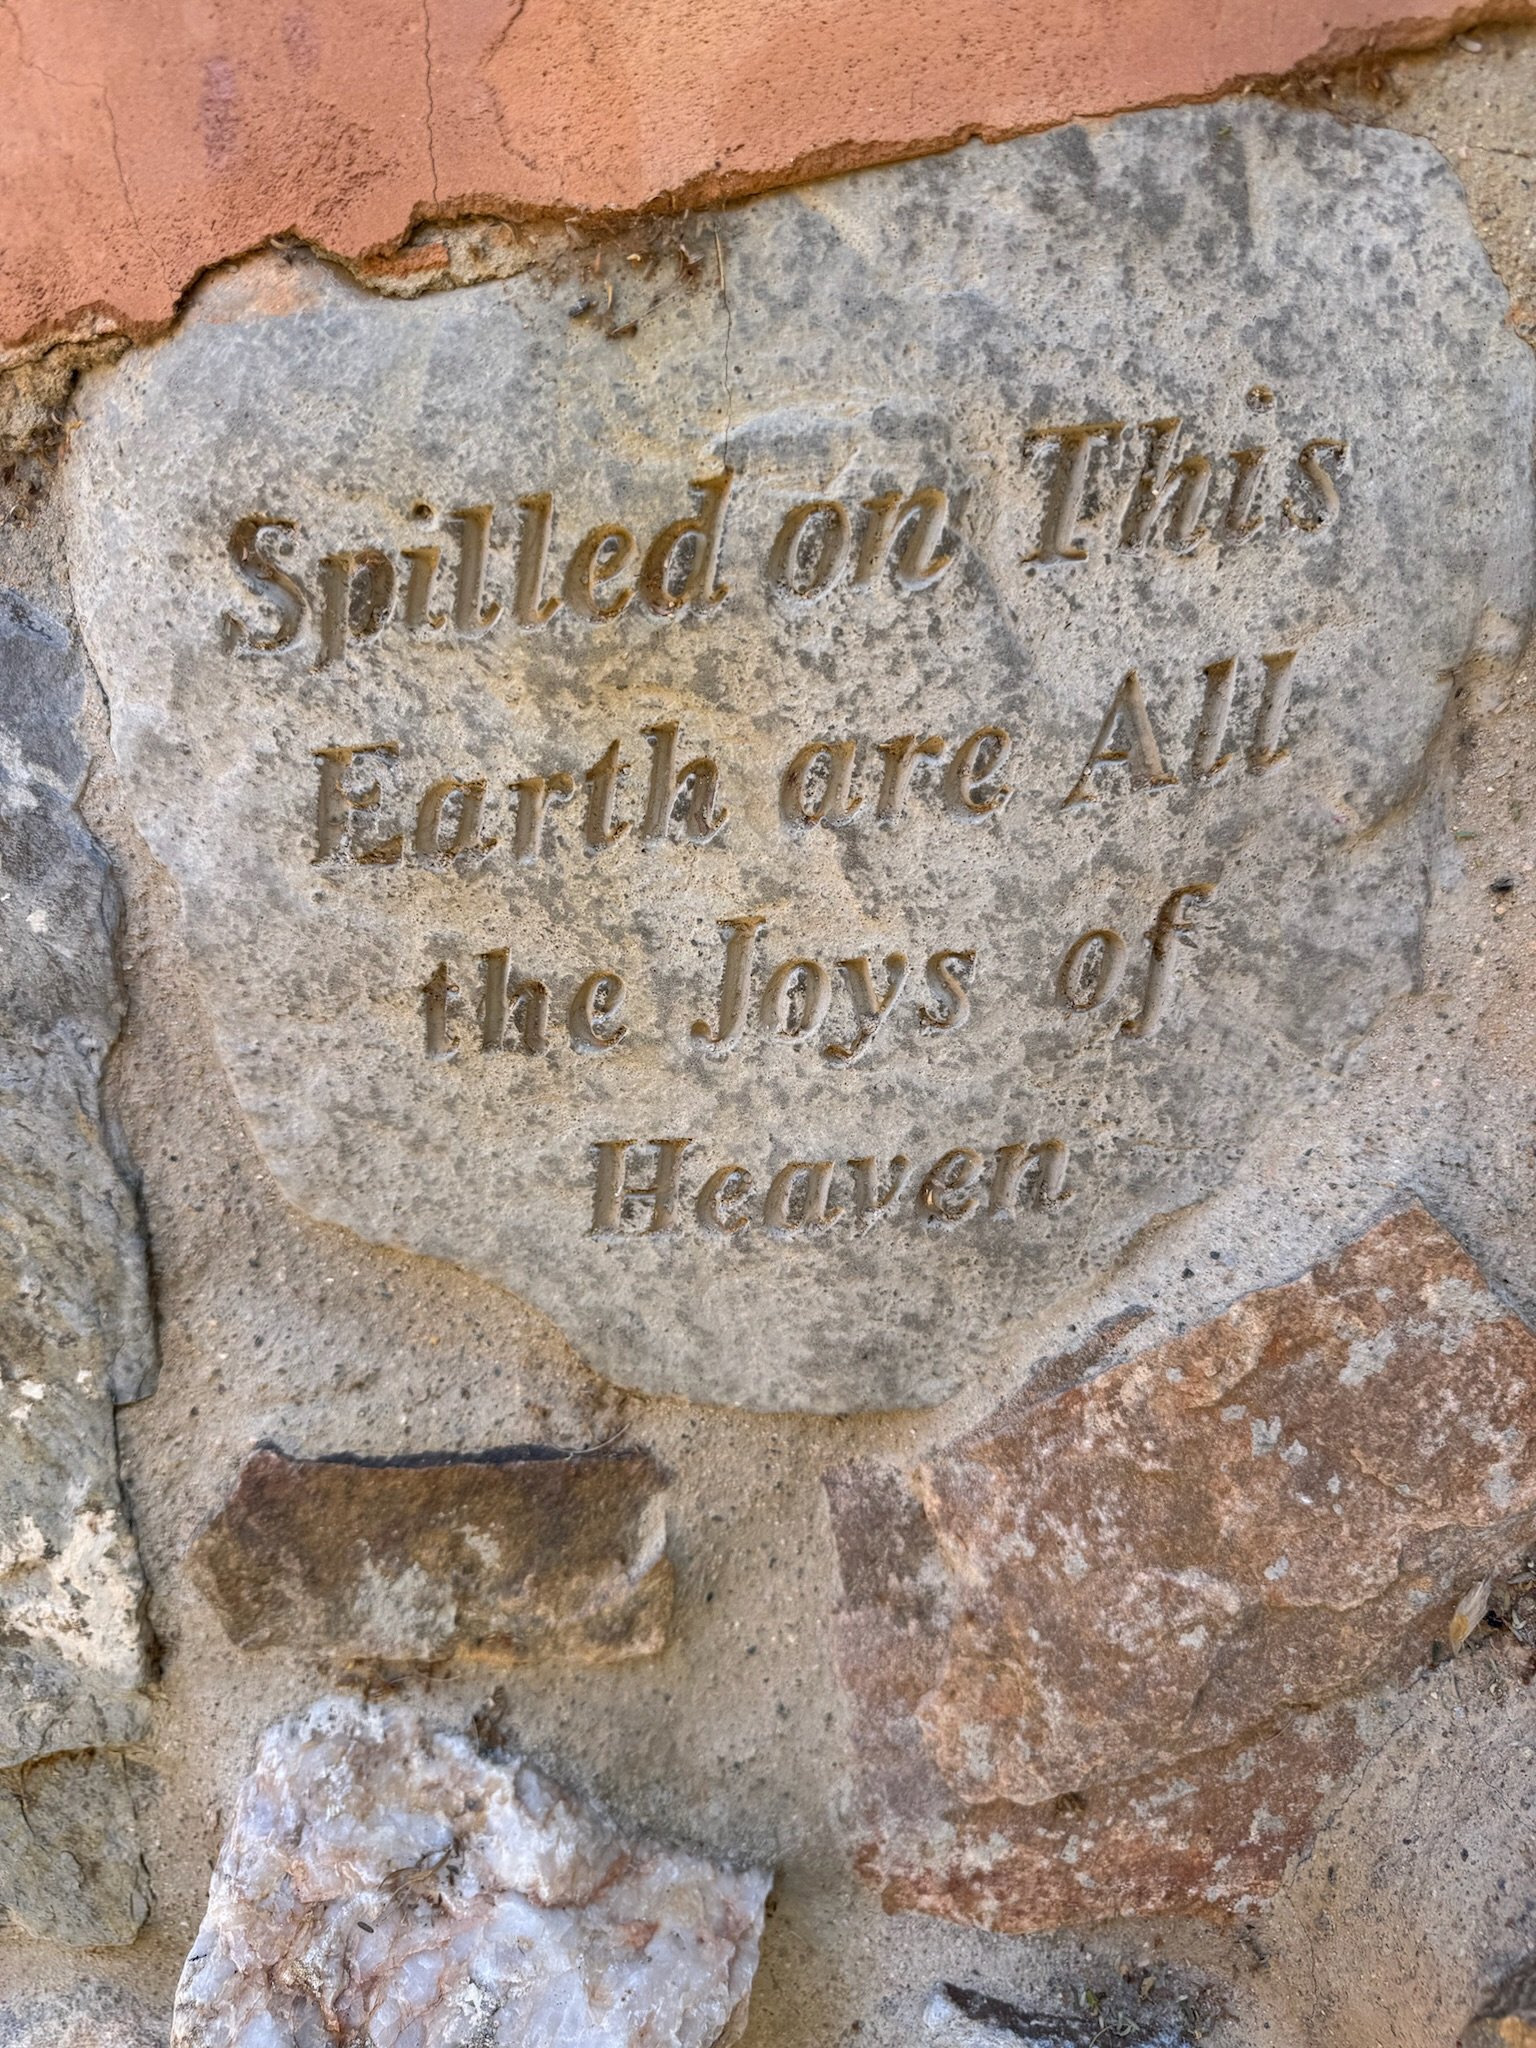 Spilled on This
Earth are All
the Joys of
Heaven